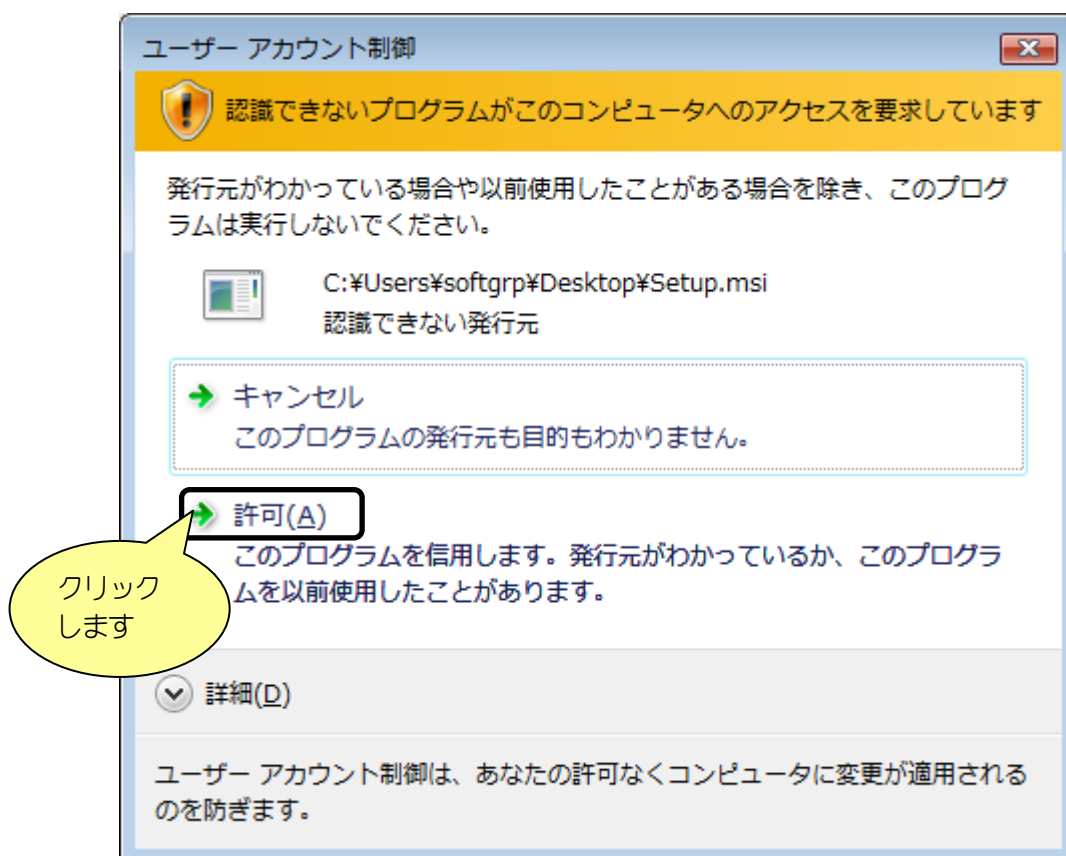 ユーザー アカウント制御
認識できないプログラムがこのコンピュータへのアクセスを要求しています
発行元がわかっている場合や以前使用したことがある場合を除き、このプログ
ラムは実行しないでください。
C:¥Users¥softgrp¥Desktop¥Setup.msi
認識できない発行元
キャンセル
このプログラムの発行元も目的もわかりません。
許可(A)
このプログラムを信用します。発行元がわかっているか、このプログラ
ムを以前使用したことがあります。
クリック
します
詳細(D)
ユーザー アカウント制御は、あなたの許可なくコンピュータに変更が適用される
のを防ぎます。